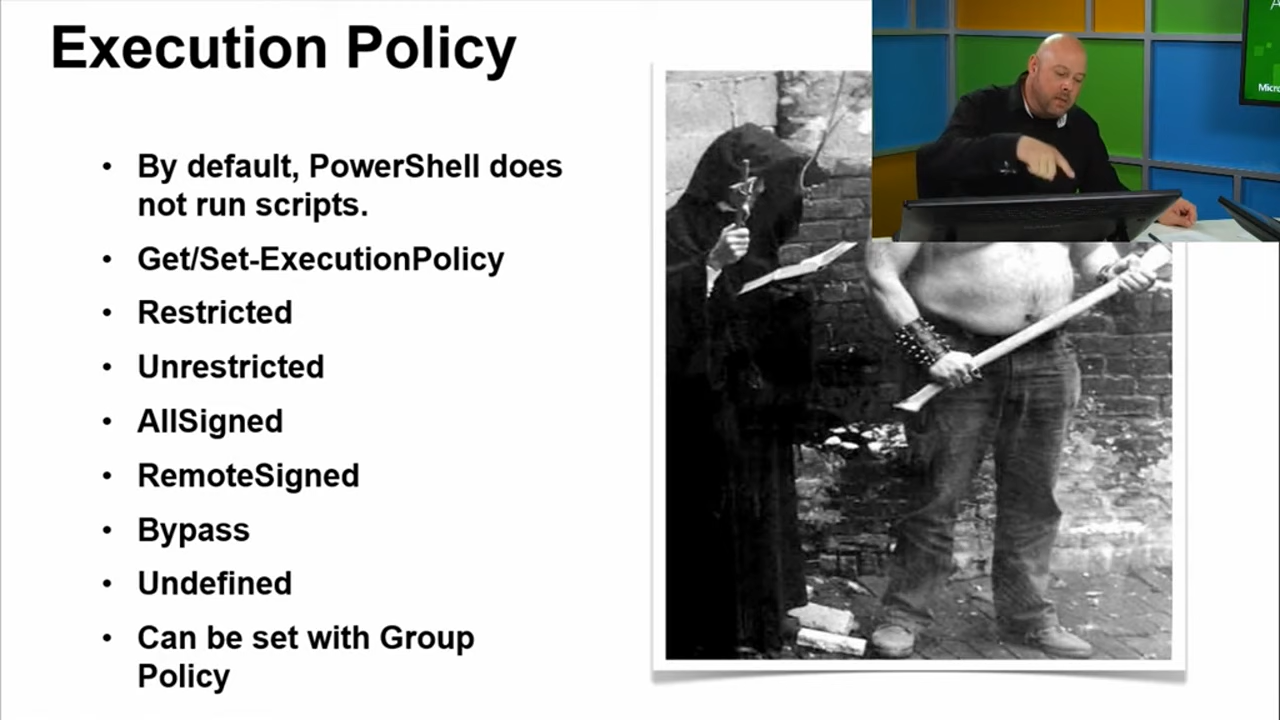 Execution Policy
• By default, PowerShell does
not run scripts.
• Get/Set-ExecutionPolicy
• Restricted
• Unrestricted
• AllSigned
• RemoteSigned
• Bypass
• Undefined
• Can be set with Group
Policy